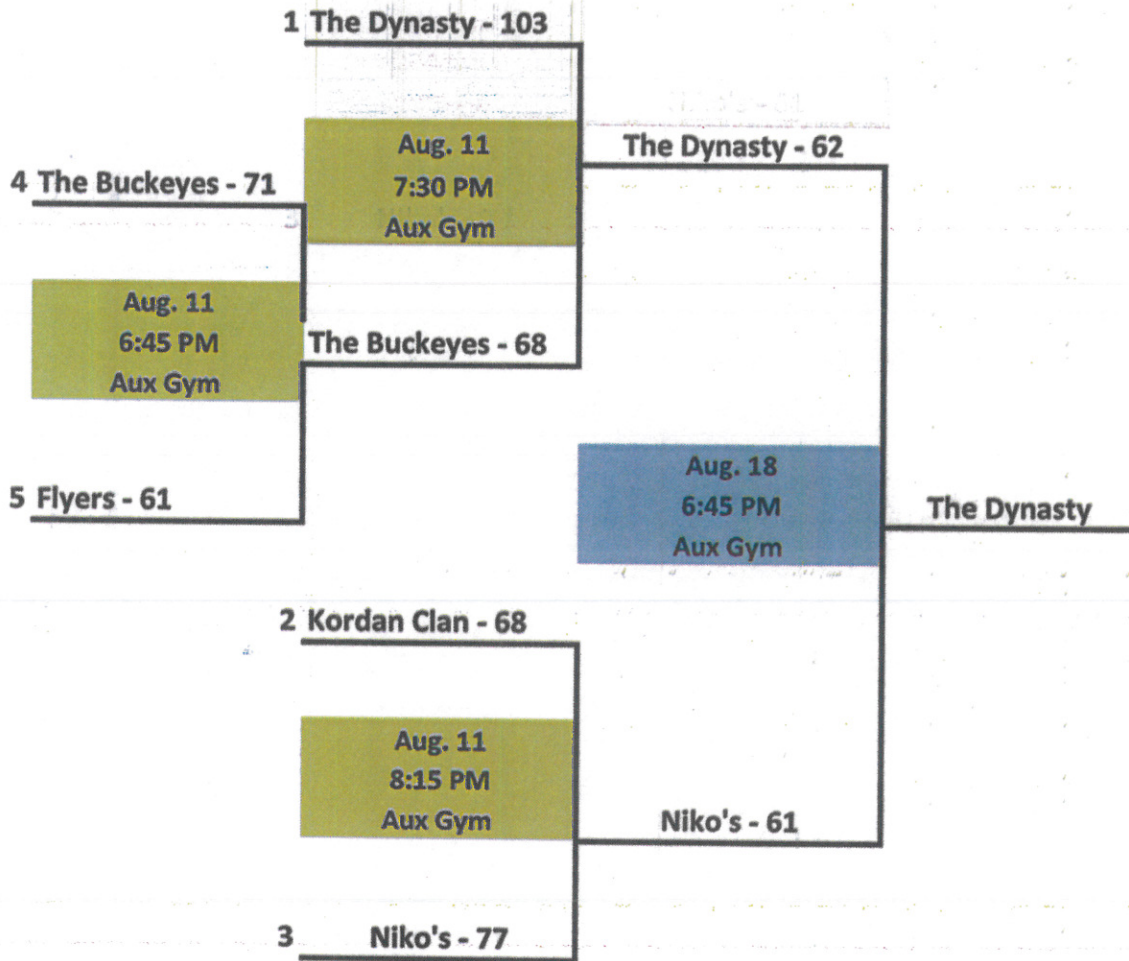 1 The Dynasty - 103
Aug. 11
7:30 PM
Aux Gym
The Dynasty - 62
4 The Buckeyes - 71
Aug. 11
6:45 PM
Aux Gym
The Buckeyes - 68
5 Flyers - 61
Aug. 18
6:45 PM
Aux Gym
The Dynasty
2 Kordan Clan - 68
Aug. 11
8:15 PM
Aux Gym
Niko's - 61
3 Niko's - 77